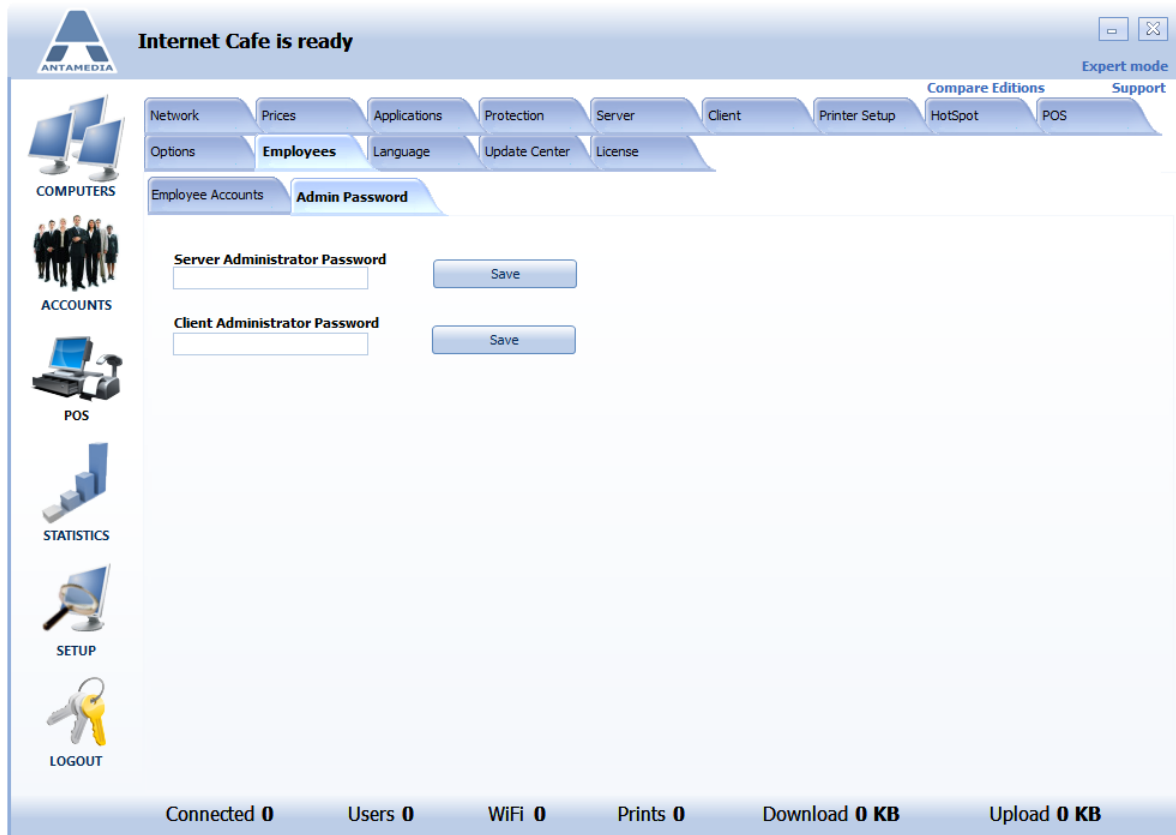 ANTAMEDIA
Internet Cafe is ready
Expert mode
Compare Editions Support
Network Prices Applications Protection Server Client Printer Setup HotSpot POS
Options Employees Language Update Center License
Employee Accounts Admin Password
COMPUTERS
Server Administrator Password
Save
ACCOUNTS
Client Administrator Password
Save
POS
STATISTICS
SETUP
LOGOUT
Connected 0 Users 0 WiFi 0 Prints 0 Download 0 KB Upload 0 KB